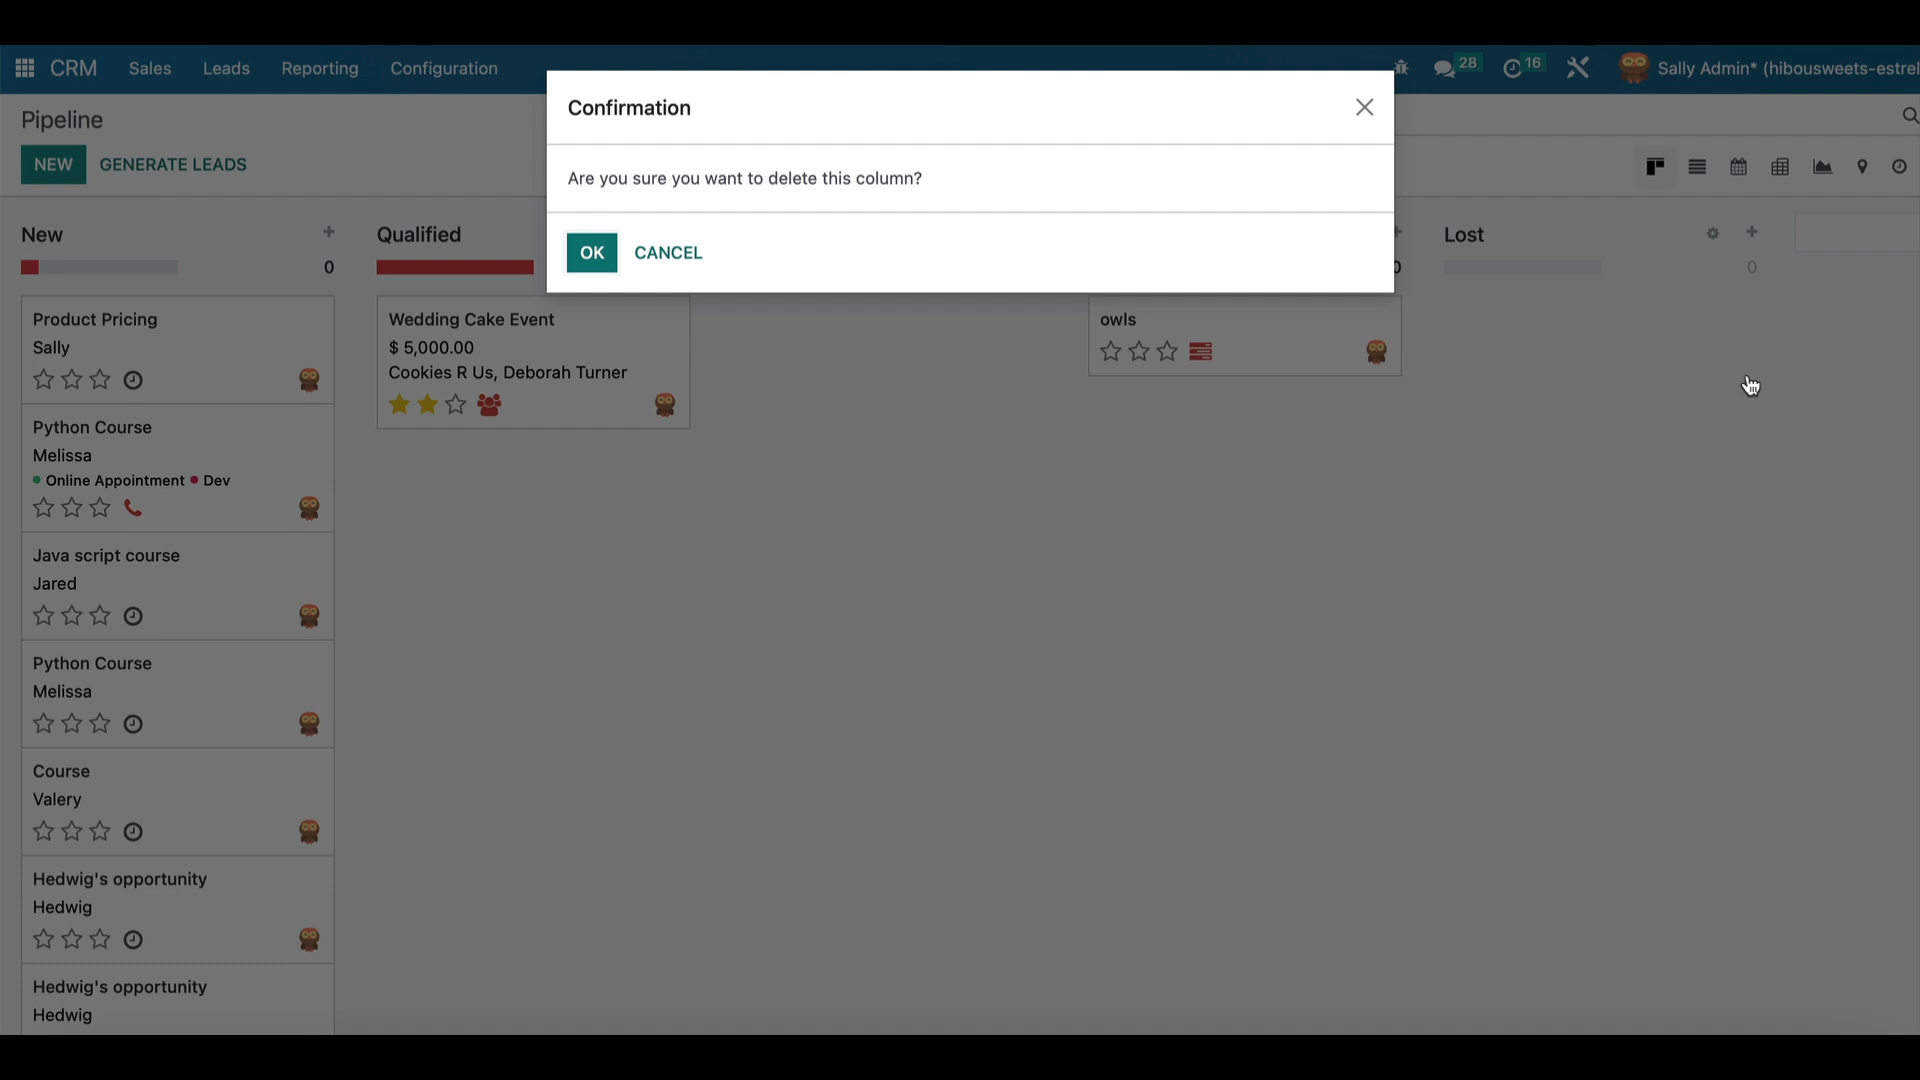 CRM Sales Leads Reporting Configuration 28 16 Sally Admin* (hibousweets-estrel
Confirmation
Pipeline
NEW GENERATE LEADS
Are you sure you want to delete this column?
OK CANCEL
New
0
Qualified
Lost
0
Product Pricing
Sally
Python Course
Melissa
Online Appointment Dev
Java script course
Jared
Python Course
Melissa
Course
Valery
Hedwig's opportunity
Hedwig
Hedwig's opportunity
Hedwig
Wedding Cake Event
$ 5,000.00
Cookies R Us, Deborah Turner
owls